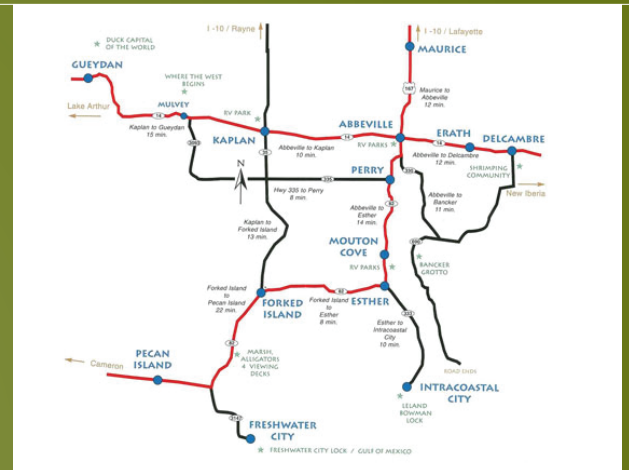 I -10 / Rayne
I -10 / Lafayette
DUCK CAPITAL
OF THE WORLD
MAURICE
GUEYDAN
WHERE THE WEST
BEGINS
167
Maurice to
Abbeville
12 min.
Lake Arthur
MULVEY
14
RV PARK
Kaplan to Gueydan
15 min.
KAPLAN
ABBEVILLE
14
RV PARKS
ERATH
14
DELCAMBRE
35
Abbeville to Kaplan
10 min.
Abbeville to Delcambre
12 min.
N
PERRY
335
SHRIMPING
COMMUNITY
335
Hwy 335 to Perry
8 min.
New Iberia
82
Abbeville to
Esther
14 min.
Abbeville to
Bancker
11 min.
Kaplan to
Forked Island
13 min.
MOUTON
COVE
RV PARKS
BANCKER
GROTTO
Forked Island
to
Pecan Island
22 min.
82
FORKED
ISLAND
Forked Island
to
Esther
8 min.
ESTHER
333
Esther to
Intracoastal
City
10 min.
82
PECAN
ISLAND
Cameron
MARSH,
ALLIGATORS
& VIEWING
DECKS
ROAD ENDS
INTRACOASTAL
CITY
LELAND
BOWMAN
LOCK
3147
FRESHWATER
CITY
FRESHWATER CITY LOCK / GULF OF MEXICO